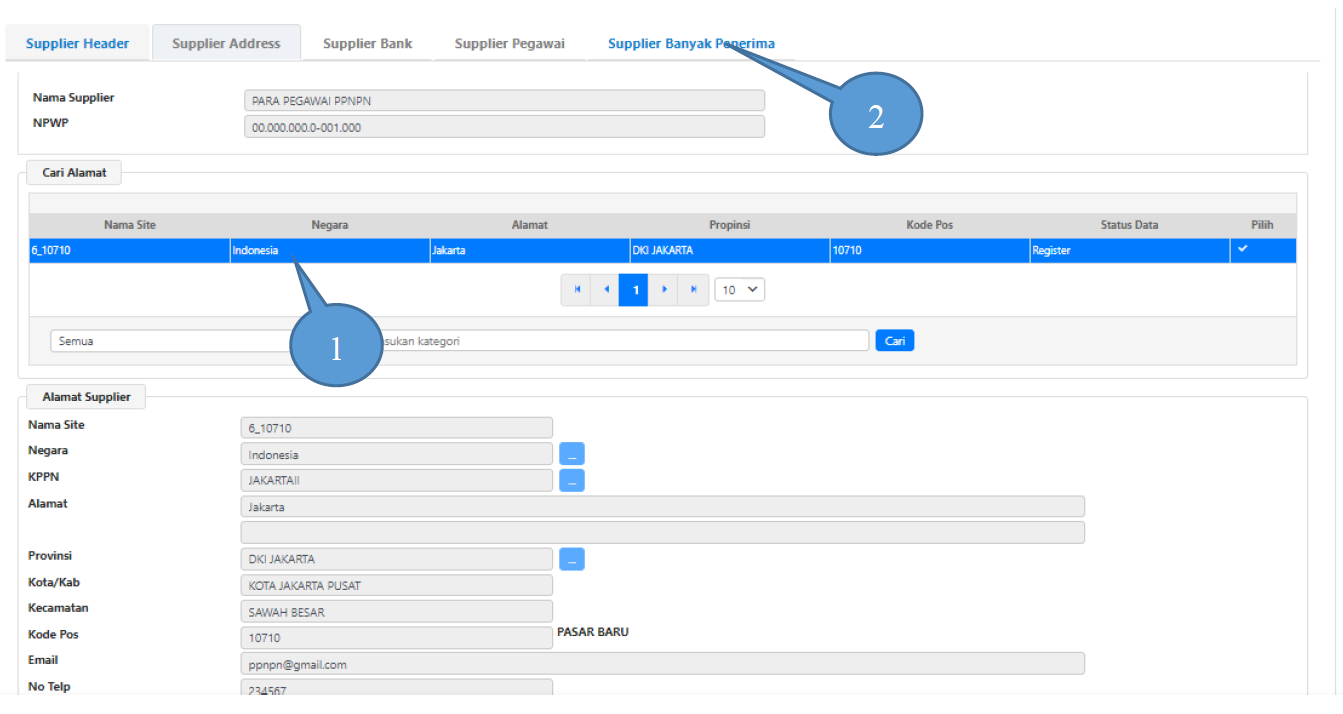 Supplier Header Supplier Address Supplier Bank Supplier Pegawai Supplier Banyak Penerima
Nama Supplier PARA PEGAWAI PPNPN
2
NPWP 00.000.000.0-001.000
Cari Alamat
Nama Site Negara Alamat Propinsi Kode Pos Status Data Pilih
6_10710 Indonesia Jakarta DKI JAKARTA 10710 Register
1 10
1
Semua kategori Cari
Alamat Supplier
Nama Site 6_10710
Negara Indonesia ...
KPPN JAKARTAII ...
Alamat Jakarta
Provinsi DKI JAKARTA ...
Kota/Kab KOTA JAKARTA PUSAT
Kecamatan SAWAH BESAR
Kode Pos 10710 PASAR BARU
Email ppnpn@gmail.com
No Telp 234567